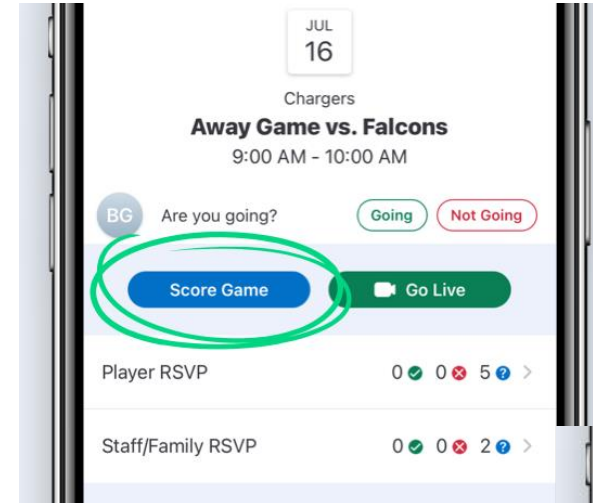 JUL
16
Chargers
Away Game vs. Falcons
9:00 AM - 10:00 AM
BG Are you going? Going Not Going
Score Game Go Live
Player RSVP 0 0 5 ?
Staff/Family RSVP 0 0 2 ?